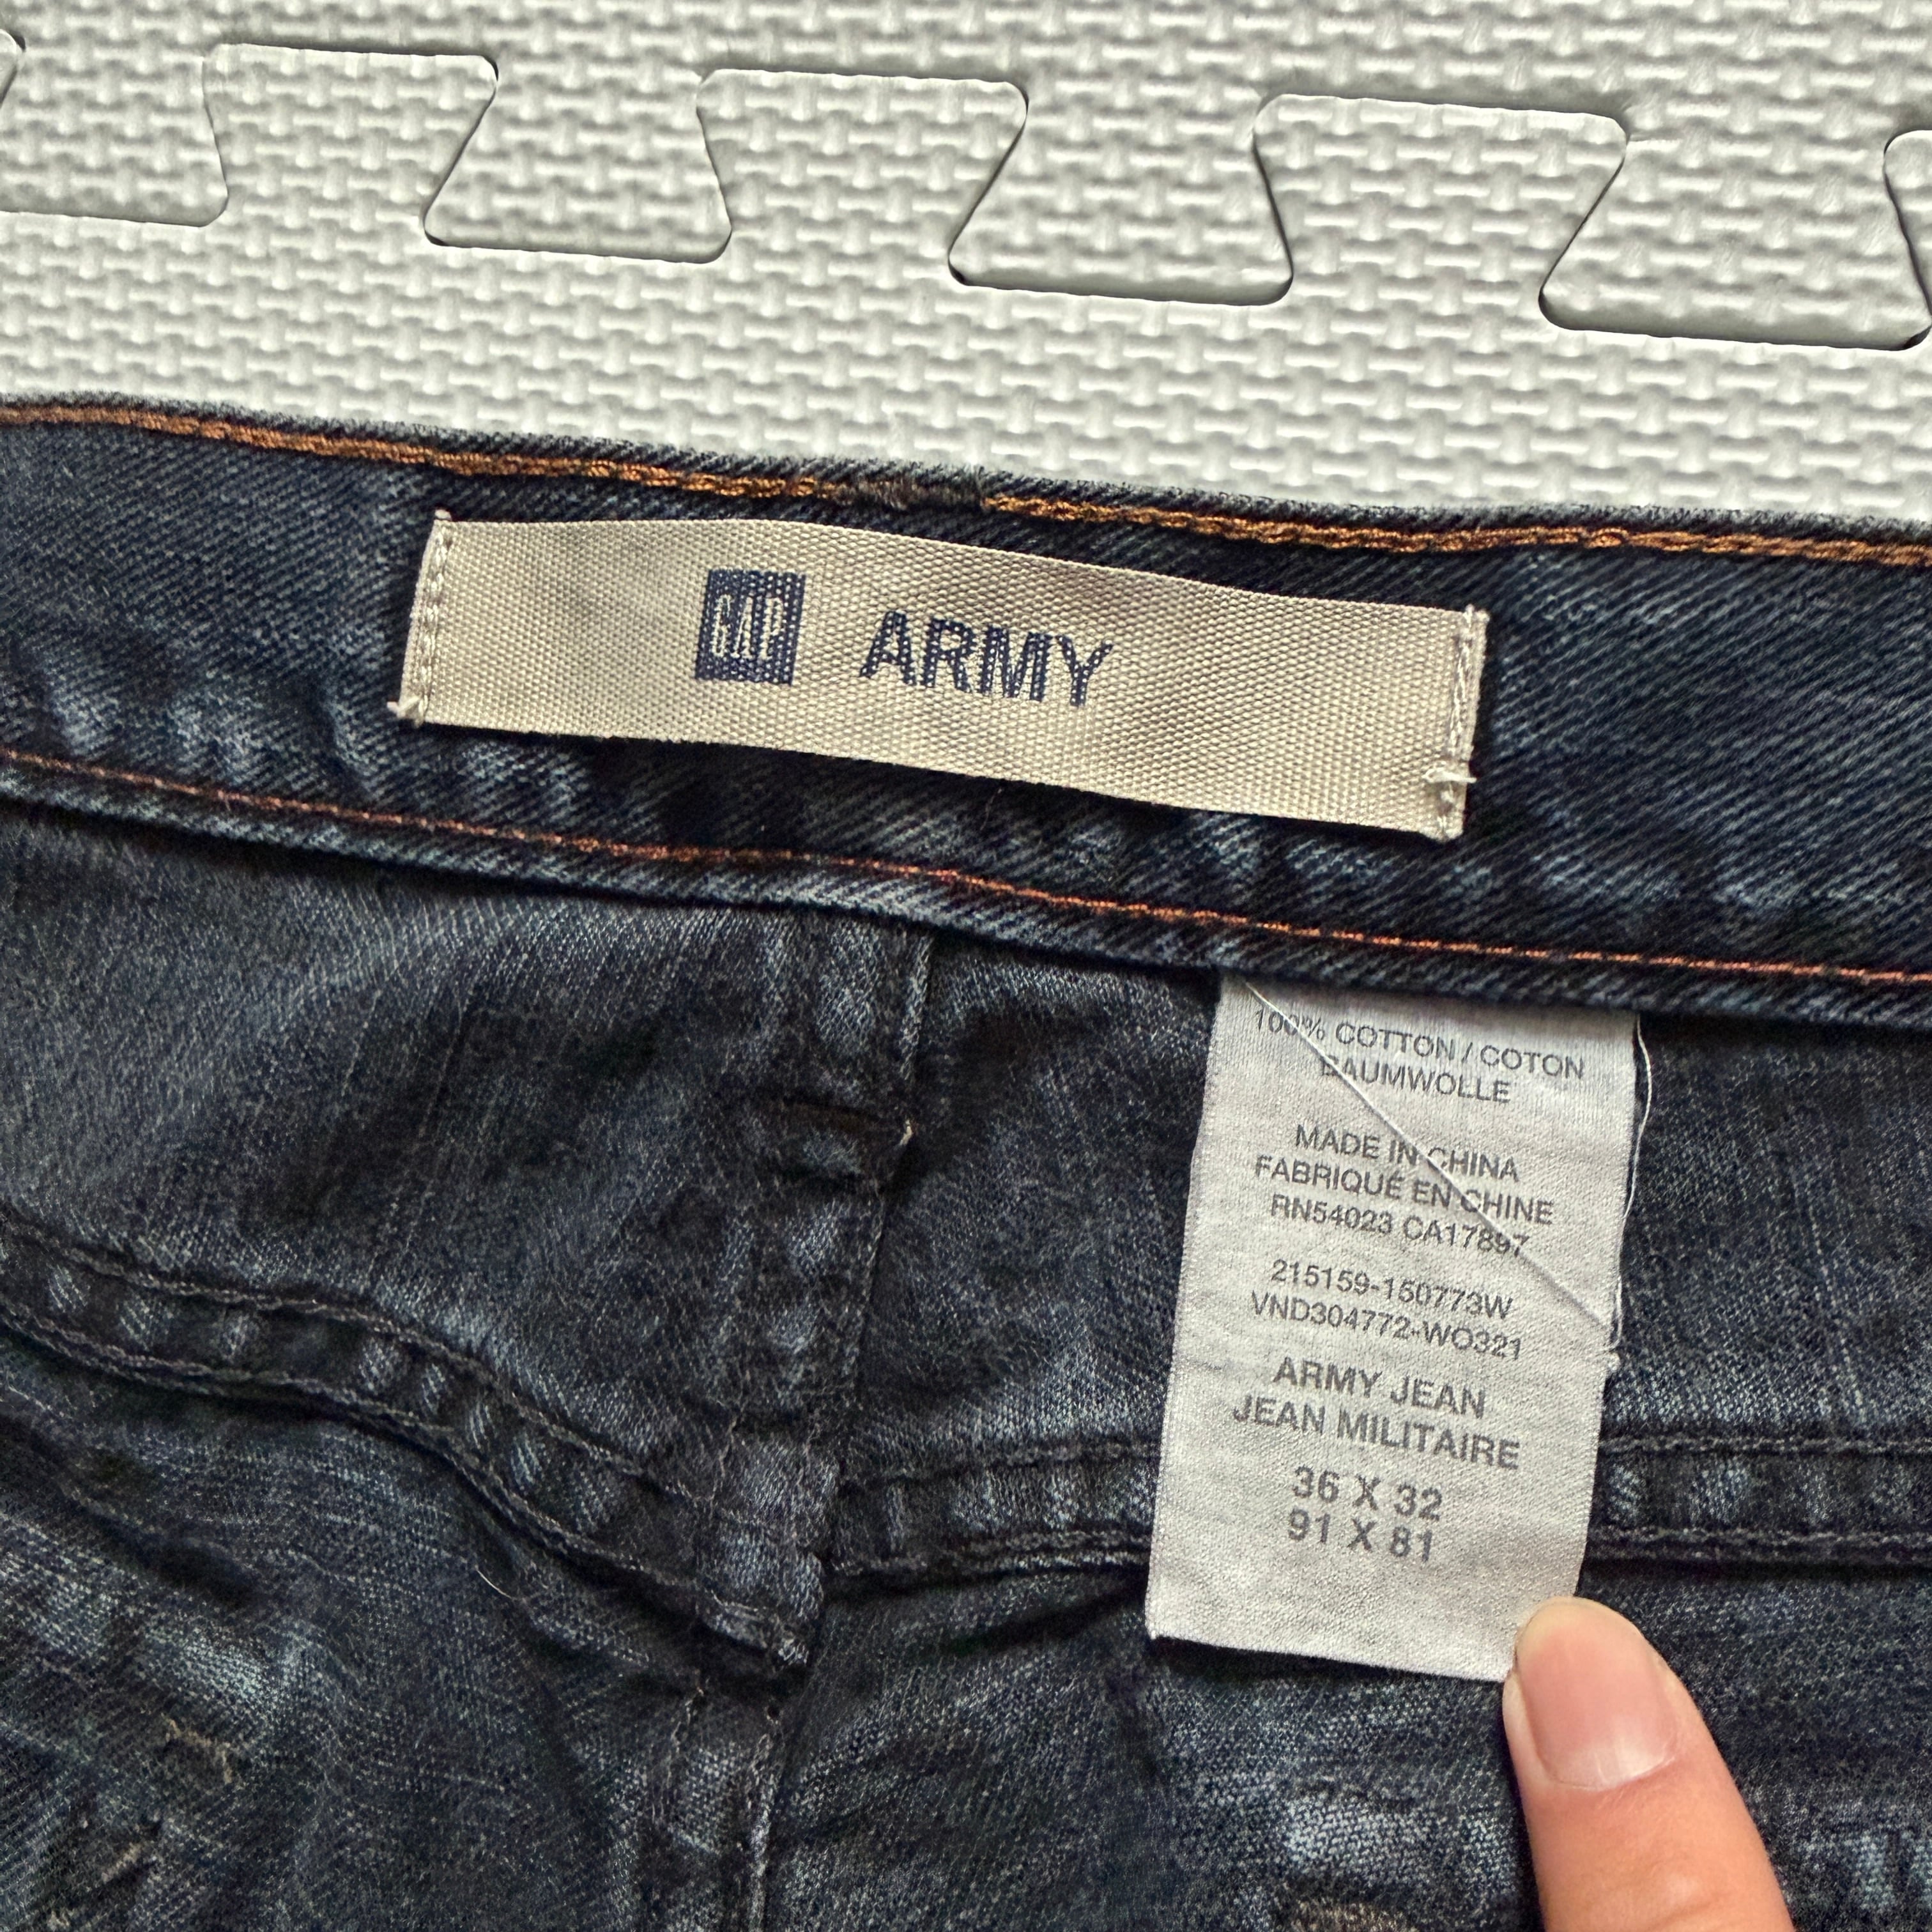 GAP ARMY
100% COTTON / COTON
BAUMWOLLE
MADE IN CHINA
FABRIQUÉ EN CHINE
RN54023 CA17897
215159-150773W
VND304772-WO321
ARMY JEAN
JEAN MILITAIRE
36 X 32
91 X 81